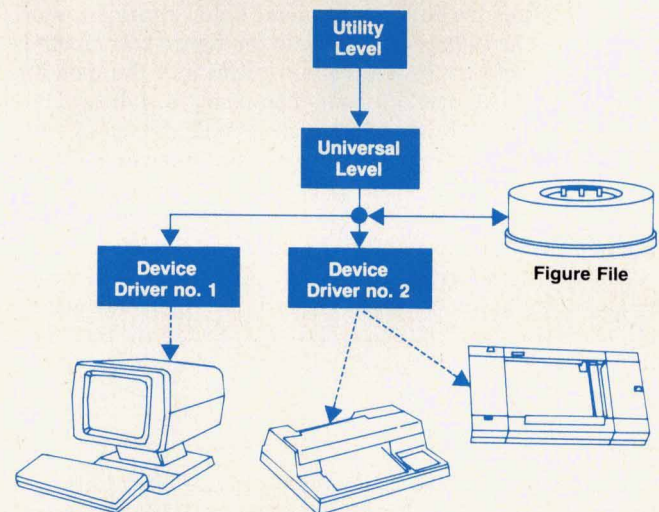 Utility
Level
Universal
Level
Figure File
Device
Driver no. 1
Device
Driver no. 2